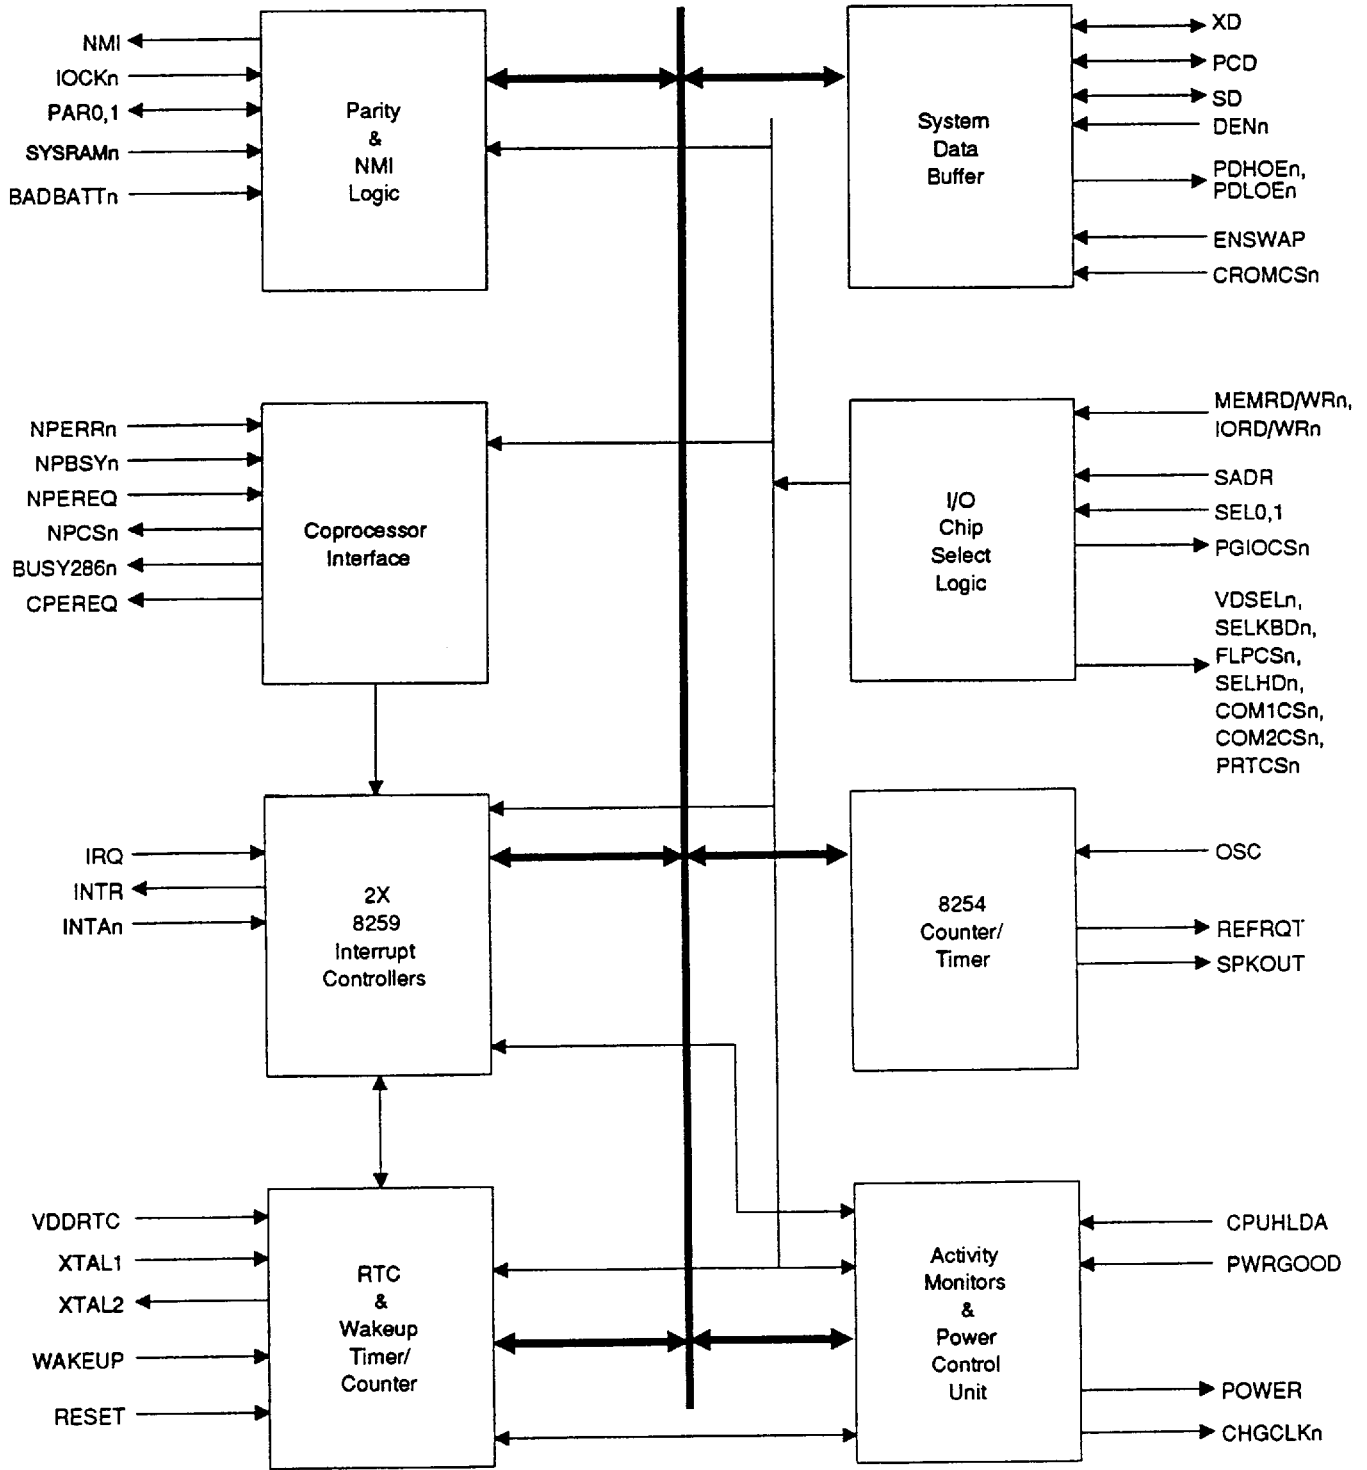 NMI
IOCKn
PAR0,1
SYSRAMn
BADBATTn
Parity
&
NMI
Logic
System
Data
Buffer
XD
PCD
SD
DENn
PDHOEn,
PDLOEn
ENSWAP
CROMCSn
NPERRn
NPBSYn
NPEREQ
NPCSn
BUSY286n
CPEREQ
Coprocessor
Interface
I/O
Chip
Select
Logic
MEMRD/WRn,
IORD/WRn
SADR
SEL0,1
PGIOCSn
VDSELn,
SELKBDn,
FLPCSn,
SELHDn,
COM1CSn,
COM2CSn,
PRTCSn
IRQ
INTR
INTAn
2X
8259
Interrupt
Controllers
8254
Counter/
Timer
OSC
REFRQT
SPKOUT
VDDRTC
XTAL1
XTAL2
WAKEUP
RESET
RTC
&
Wakeup
Timer/
Counter
Activity
Monitors
&
Power
Control
Unit
CPUHLDA
PWRGOOD
POWER
CHGCLKn